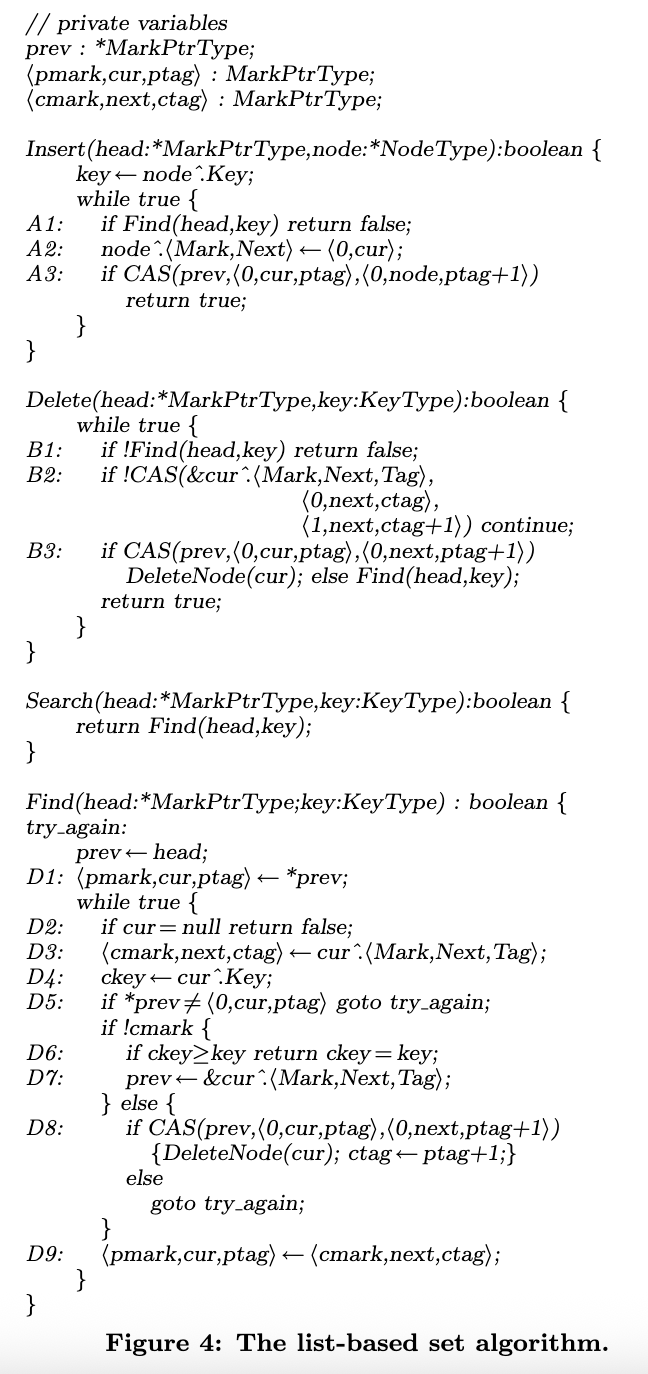 // private variables
prev : *MarkPtrType;
⟨pmark,cur,ptag⟩ : MarkPtrType;
⟨cmark,next,ctag⟩ : MarkPtrType;
Insert(head:*MarkPtrType,node:*NodeType):boolean {
key←node^.Key;
while true {
A1: if Find(head,key) return false;
A2: node^.⟨Mark,Next⟩←⟨0,cur⟩;
A3: if CAS(prev,⟨0,cur,ptag⟩,⟨0,node,ptag+1⟩)
return true;
}
}
Delete(head:*MarkPtrType,key:KeyType):boolean {
while true {
B1: if !Find(head,key) return false;
B2: if !CAS(&cur^.⟨Mark,Next,Tag⟩,
⟨0,next,ctag⟩,
⟨1,next,ctag+1⟩) continue;
B3: if CAS(prev,⟨0,cur,ptag⟩,⟨0,next,ptag+1⟩)
DeleteNode(cur); else Find(head,key);
return true;
}
}
Search(head:*MarkPtrType,key:KeyType):boolean {
return Find(head,key);
}
Find(head:*MarkPtrType;key:KeyType) : boolean {
try_again:
prev←head;
D1: ⟨pmark,cur,ptag⟩←*prev;
while true {
D2: if cur=null return false;
D3: ⟨cmark,next,ctag⟩←cur^.⟨Mark,Next,Tag⟩;
D4: ckey←cur^.Key;
D5: if *prev≠⟨0,cur,ptag⟩ goto try_again;
if !cmark {
D6: if ckey≥key return ckey=key;
D7: prev←&cur^.⟨Mark,Next,Tag⟩;
} else {
D8: if CAS(prev,⟨0,cur,ptag⟩,⟨0,next,ptag+1⟩)
{DeleteNode(cur); ctag←ptag+1;}
else
goto try_again;
}
D9: ⟨pmark,cur,ptag⟩←⟨cmark,next,ctag⟩;
}
}
Figure 4: The list-based set algorithm.